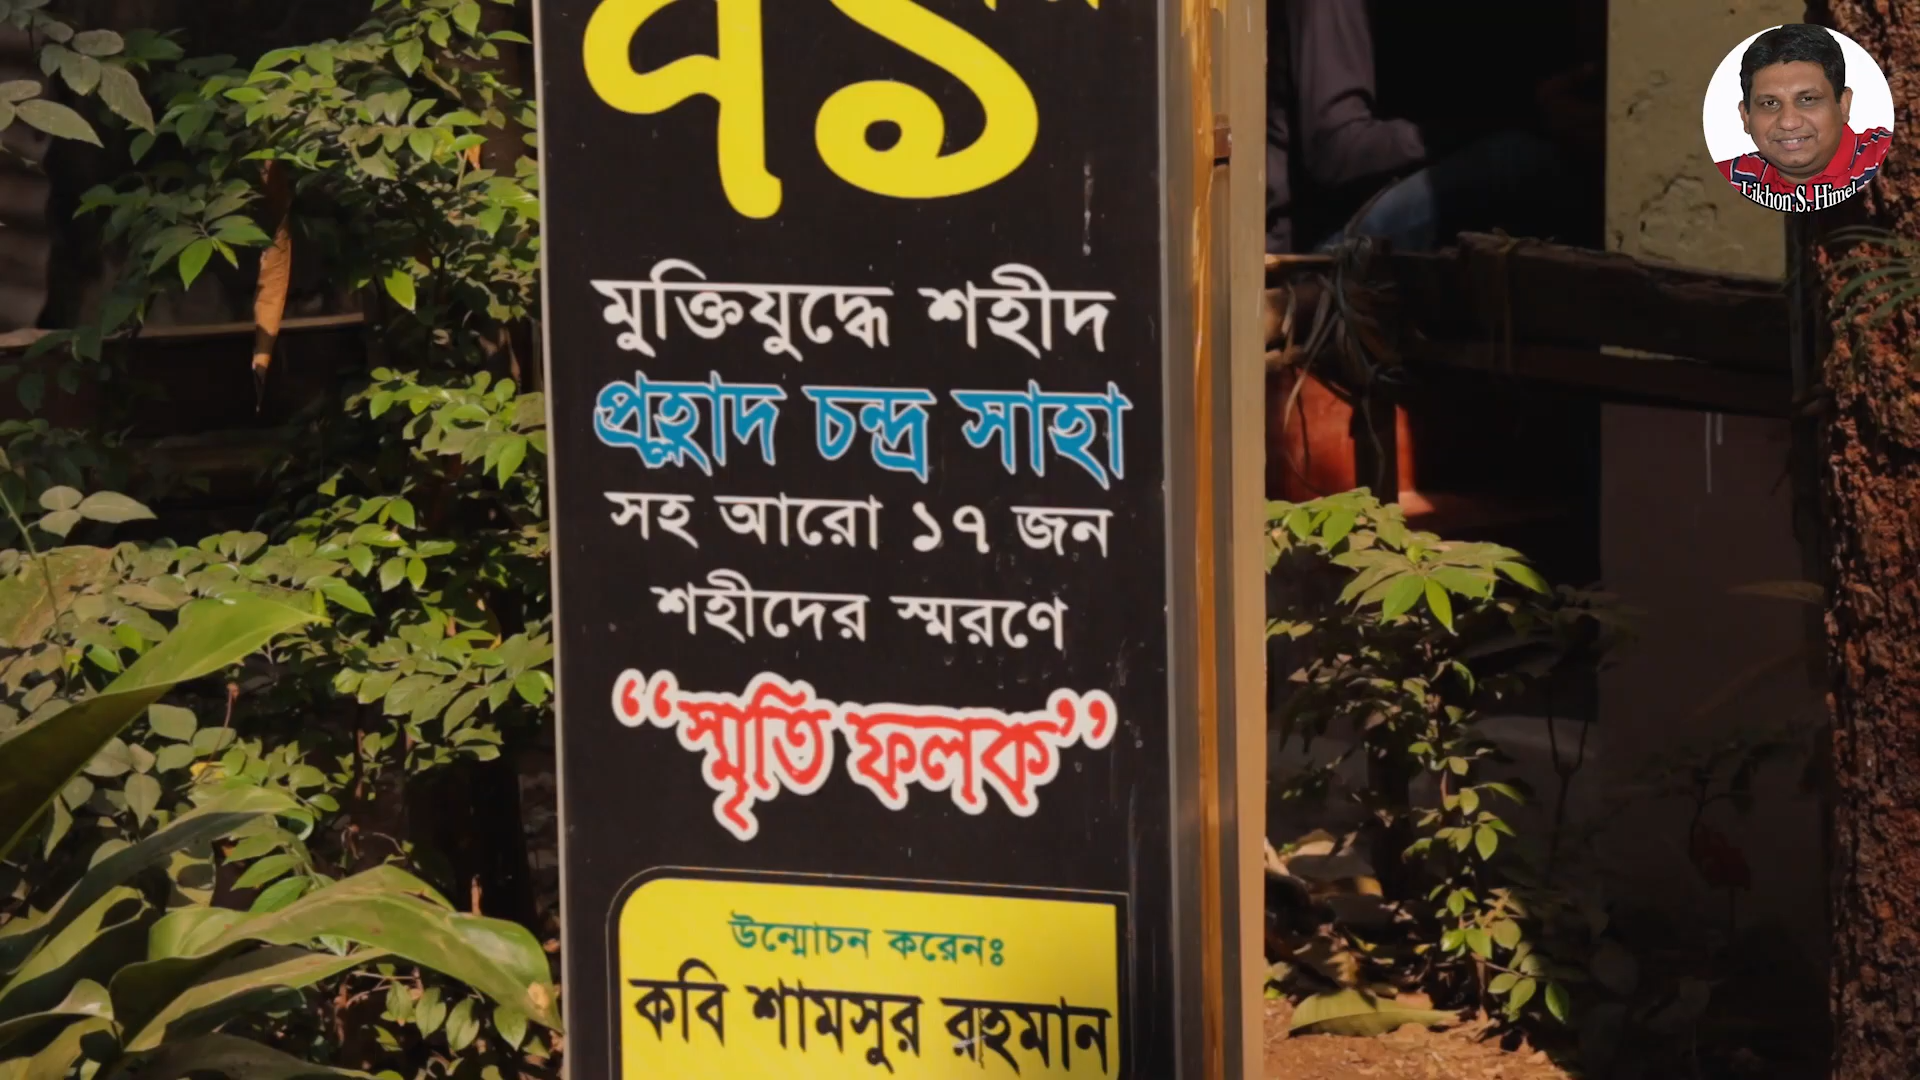 ৭১
মুক্তিযুদ্ধে শহীদ
প্রহ্লাদ চন্দ্র সাহা
সহ আরো ১৭ জন
শহীদের স্মরণে
“স্মৃতি ফলক”
উন্মোচন করেনঃ
কবি শামসুর রহমান
Likhon S. Himel